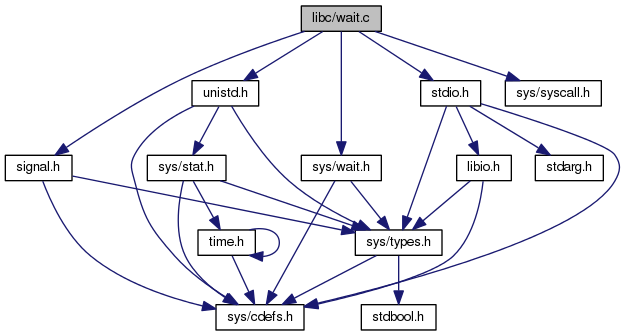 libc/wait.c
unistd.h
stdio.h
sys/syscall.h
signal.h
sys/stat.h
sys/wait.h
libio.h
stdarg.h
time.h
sys/types.h
sys/cdefs.h
stdbool.h